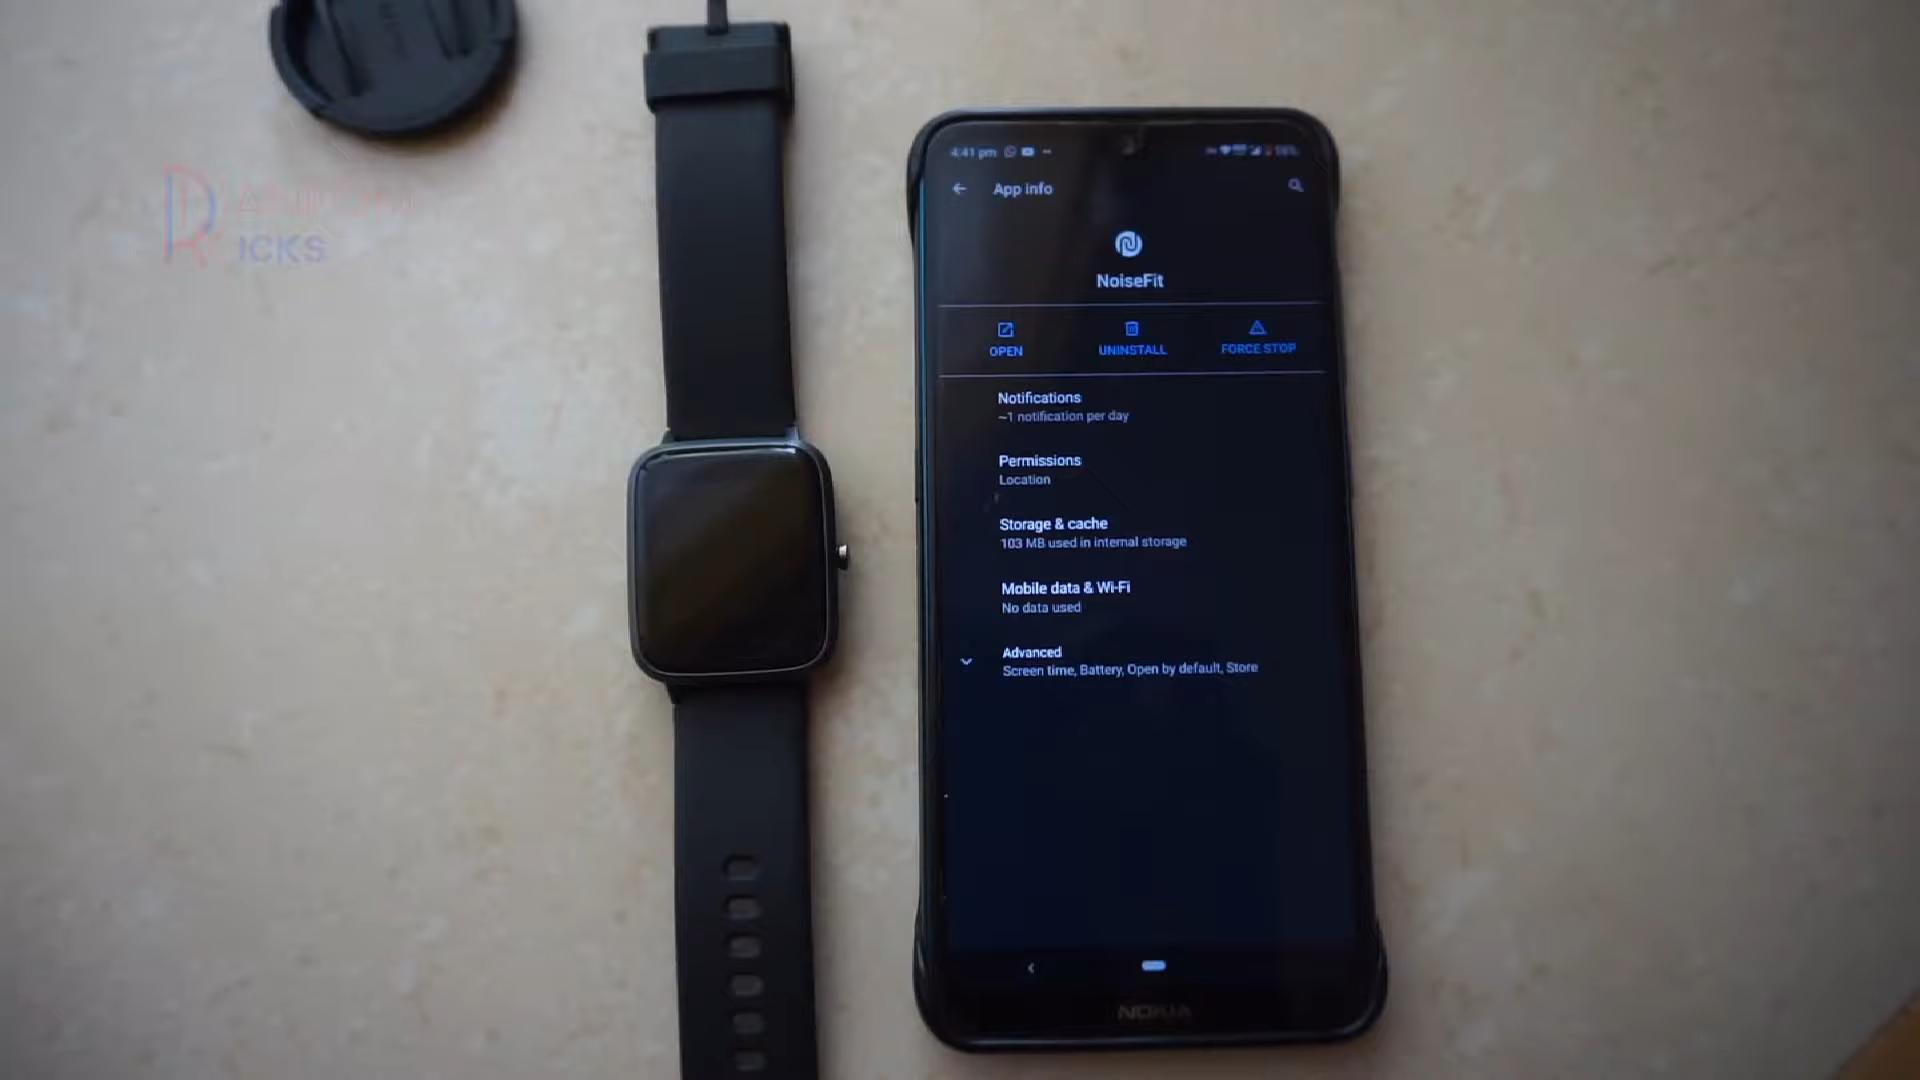 ICKS
4:41 pm
App info
NoiseFit
OPEN UNINSTALL FORCE STOP
Notifications
~1 notification per day
Permissions
Location
Storage & cache
103 MB used in internal storage
Mobile data & Wi-Fi
No data used
Advanced
Screen time, Battery, Open by default, Store
NOKIA